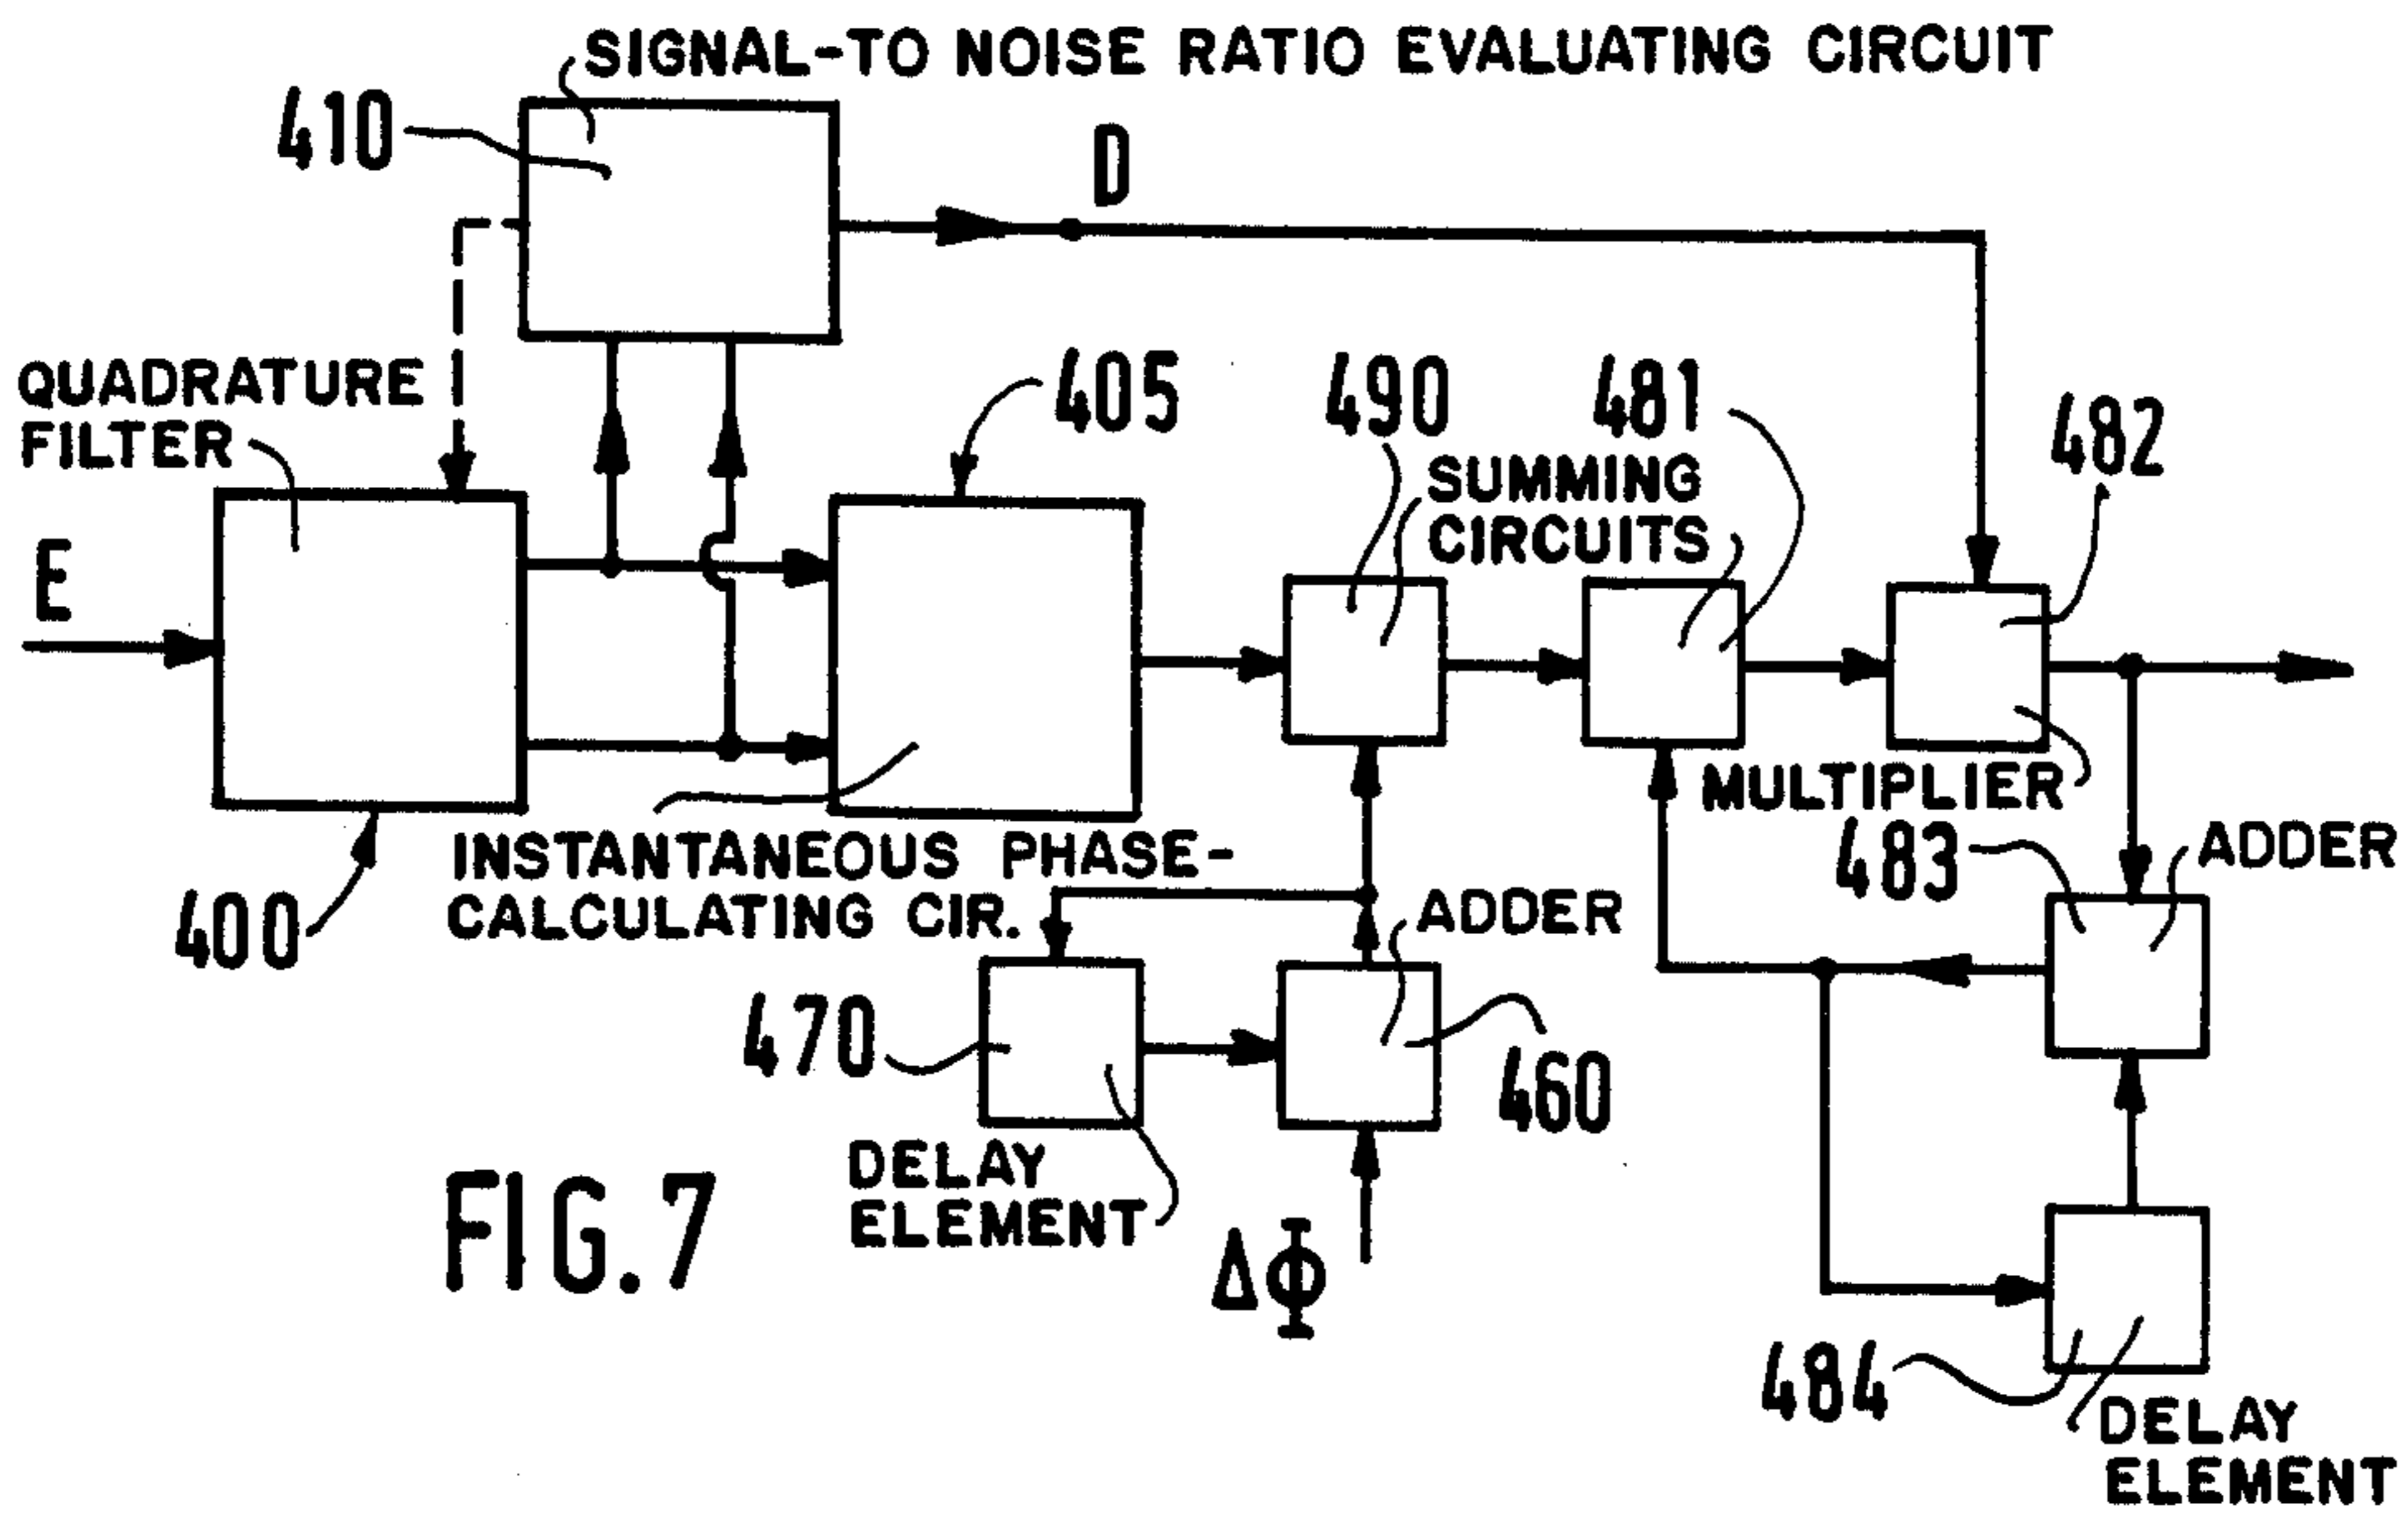 SIGNAL-TO NOISE RATIO EVALUATING CIRCUIT
410
D
QUADRATURE
FILTER
405
490
481
482
SUMMING
CIRCUITS
E
MULTIPLIER
483
ADDER
INSTANTANEOUS PHASE-
CALCULATING CIR.
400
ADDER
470
460
DELAY
ELEMENT
ΔΦ
FIG.7
484
DELAY
ELEMENT